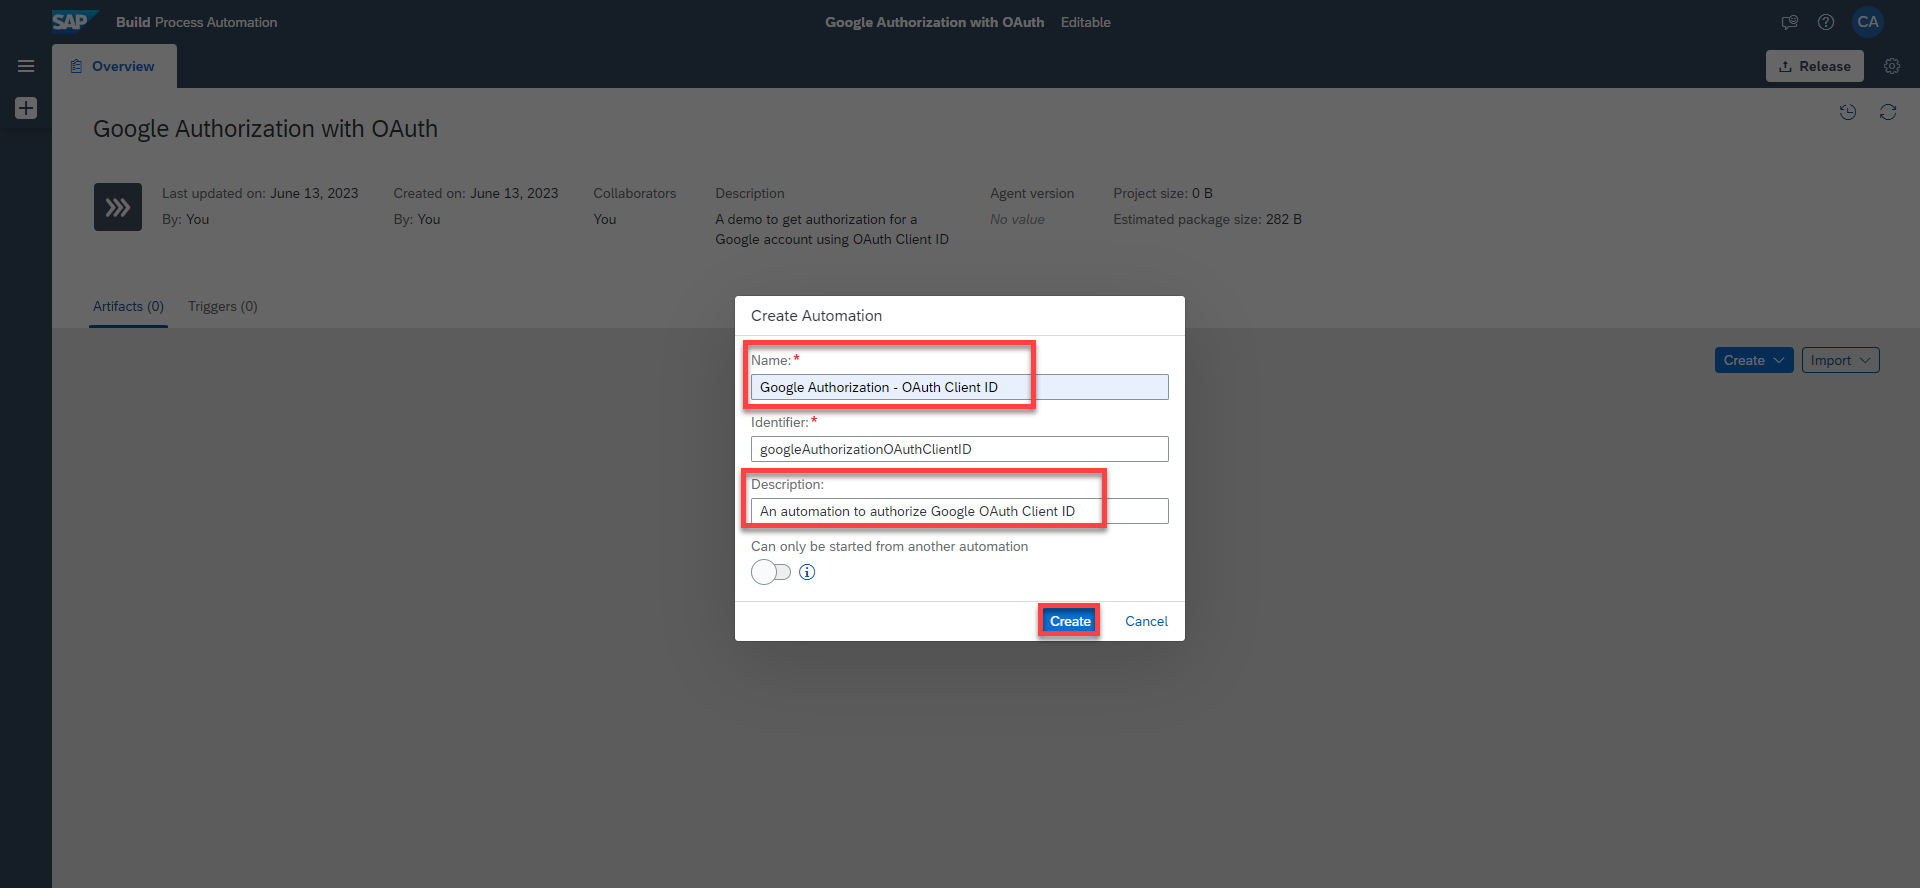 SAP Build Process Automation
Google Authorization with OAuth Editable
CA
Overview
Release
Google Authorization with OAuth
Last updated on: June 13, 2023
By: You
Created on: June 13, 2023
By: You
Collaborators
You
Description
A demo to get authorization for a
Google account using OAuth Client ID
Agent version
No value
Project size: 0 B
Estimated package size: 282 B
Artifacts (0) Triggers (0)
Create Import
Create Automation
Name:*
Google Authorization - OAuth Client ID
Identifier:*
googleAuthorizationOAuthClientID
Description:
An automation to authorize Google OAuth Client ID
Can only be started from another automation
Create Cancel